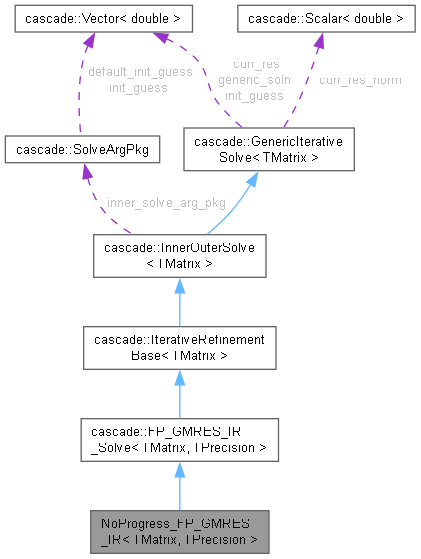 cascade::Vector< double >
cascade::Scalar< double >
default_init_guess
init_guess
curr_res
generic_soln
init_guess
curr_res_norm
cascade::SolveArgPkg
cascade::GenericIterative
Solve< TMatrix >
inner_solve_arg_pkg
cascade::InnerOuterSolve
< TMatrix >
cascade::IterativeRefinement
Base< TMatrix >
cascade::FP_GMRES_IR
_Solve< TMatrix, TPrecision >
NoProgress_FP_GMRES
_IR< TMatrix, TPrecision >